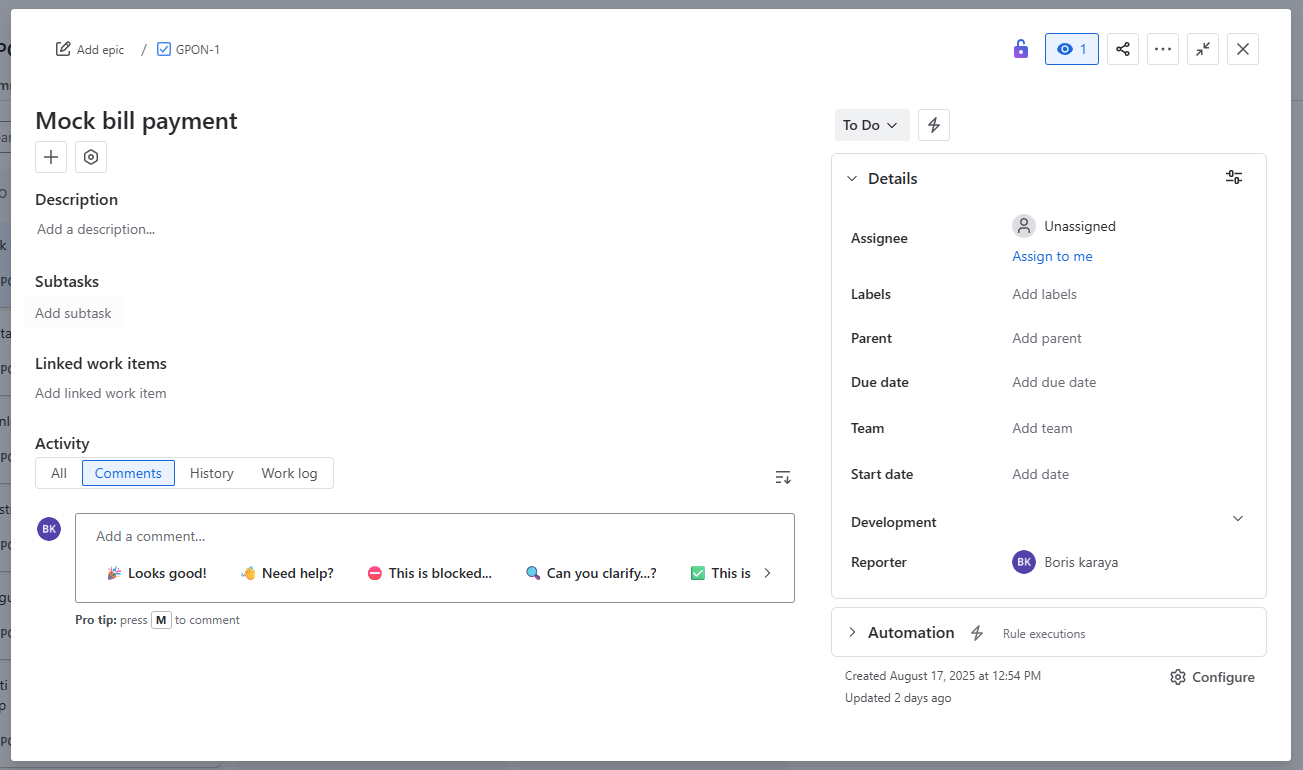 Add epic / GPON-1
1
Mock bill payment
To Do
Description
Add a description...
Subtasks
Add subtask
Linked work items
Add linked work item
Activity
All Comments History Work log
BK
Add a comment...
🎉 Looks good! 👋 Need help? ⛔ This is blocked... 🔍 Can you clarify...? ✅ This is
Pro tip: press M to comment
Details
Assignee Unassigned
Assign to me
Labels Add labels
Parent Add parent
Due date Add due date
Team Add team
Start date Add date
Development
Reporter BK Boris karaya
Automation Rule executions
Created August 17, 2025 at 12:54 PM
Configure
Updated 2 days ago